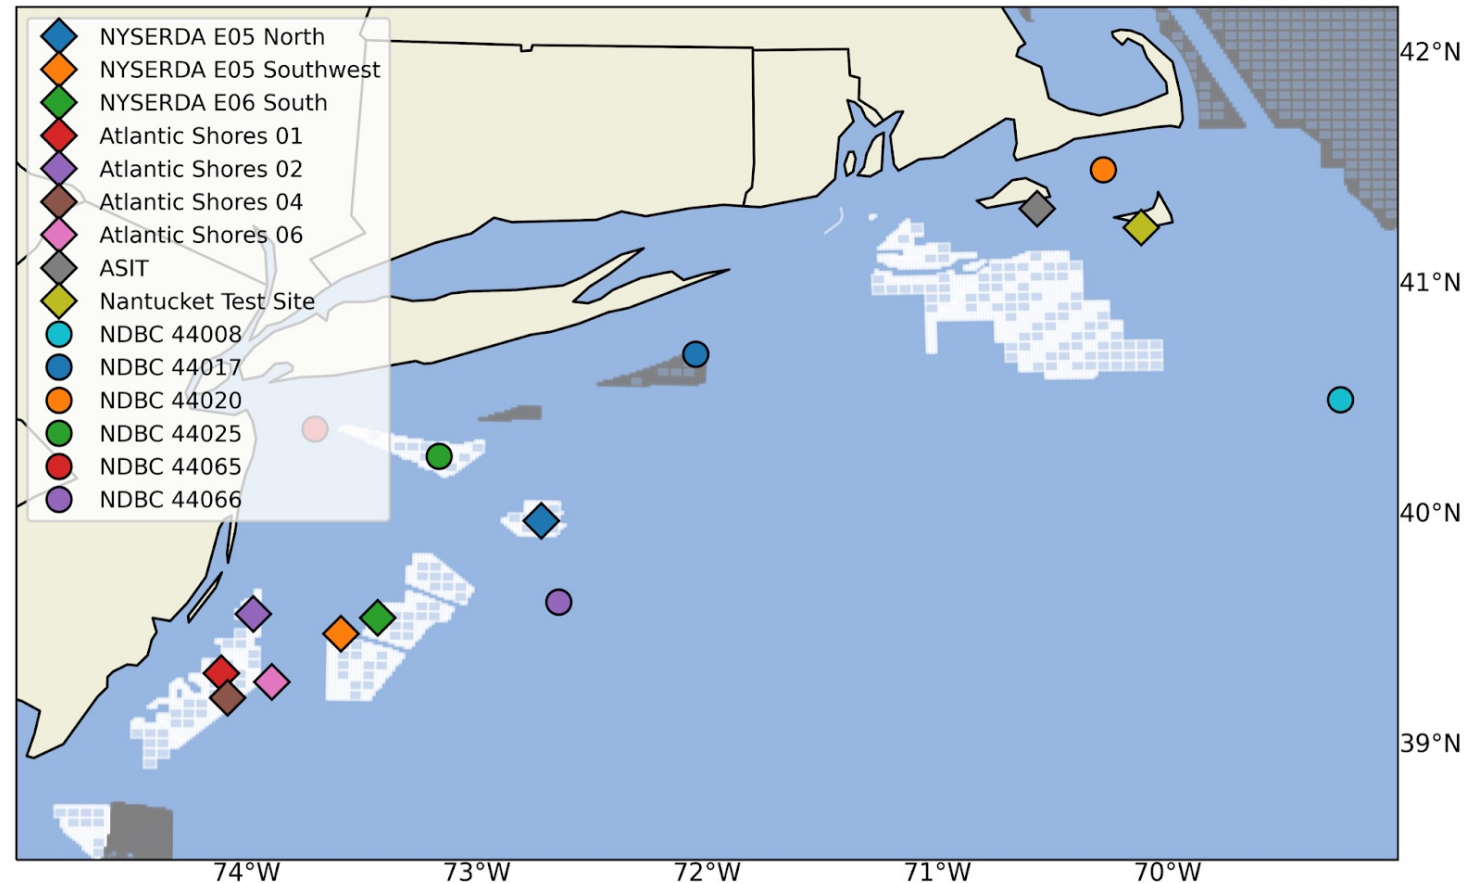 NYSERDA E05 North
NYSERDA E05 Southwest
NYSERDA E06 South
Atlantic Shores 01
Atlantic Shores 02
Atlantic Shores 04
Atlantic Shores 06
ASIT
Nantucket Test Site
NDBC 44008
NDBC 44017
NDBC 44020
NDBC 44025
NDBC 44065
NDBC 44066
42°N
41°N
40°N
39°N
74°W
73°W
72°W
71°W
70°W